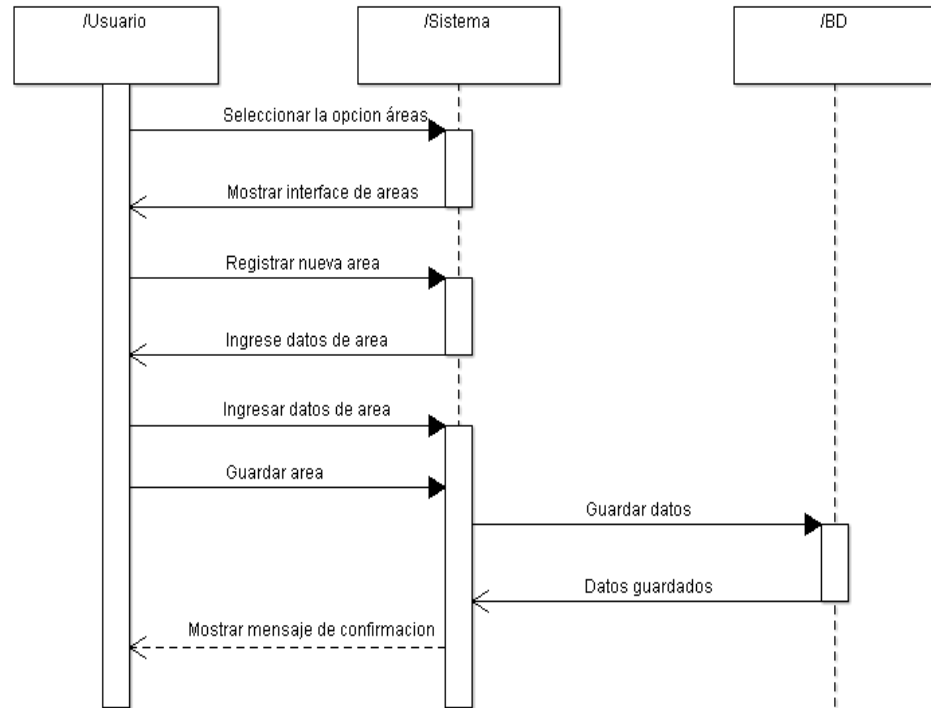 /Usuario
/Sistema
/BD
Seleccionar la opcion áreas
Mostrar interface de areas
Registrar nueva area
Ingrese datos de area
Ingresar datos de area
Guardar area
Guardar datos
Datos guardados
Mostrar mensaje de confirmacion